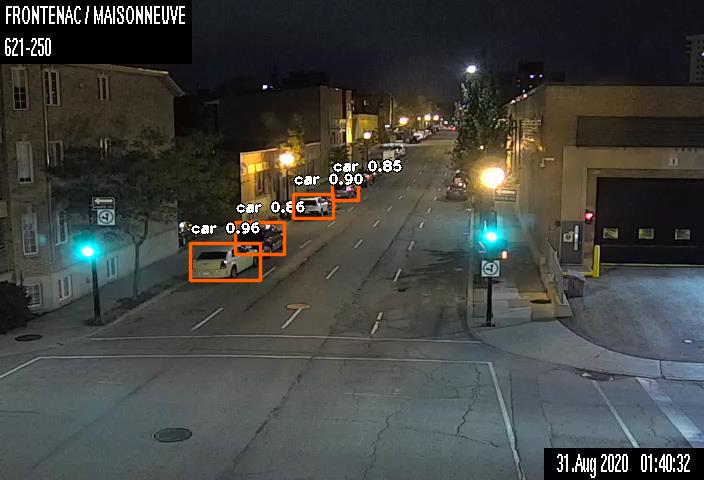 FRONTENAC / MAISONNEUVE
621-250
car 0.85
car 0.90
car 0.86
car 0.96
31.Aug 2020 01:40:32